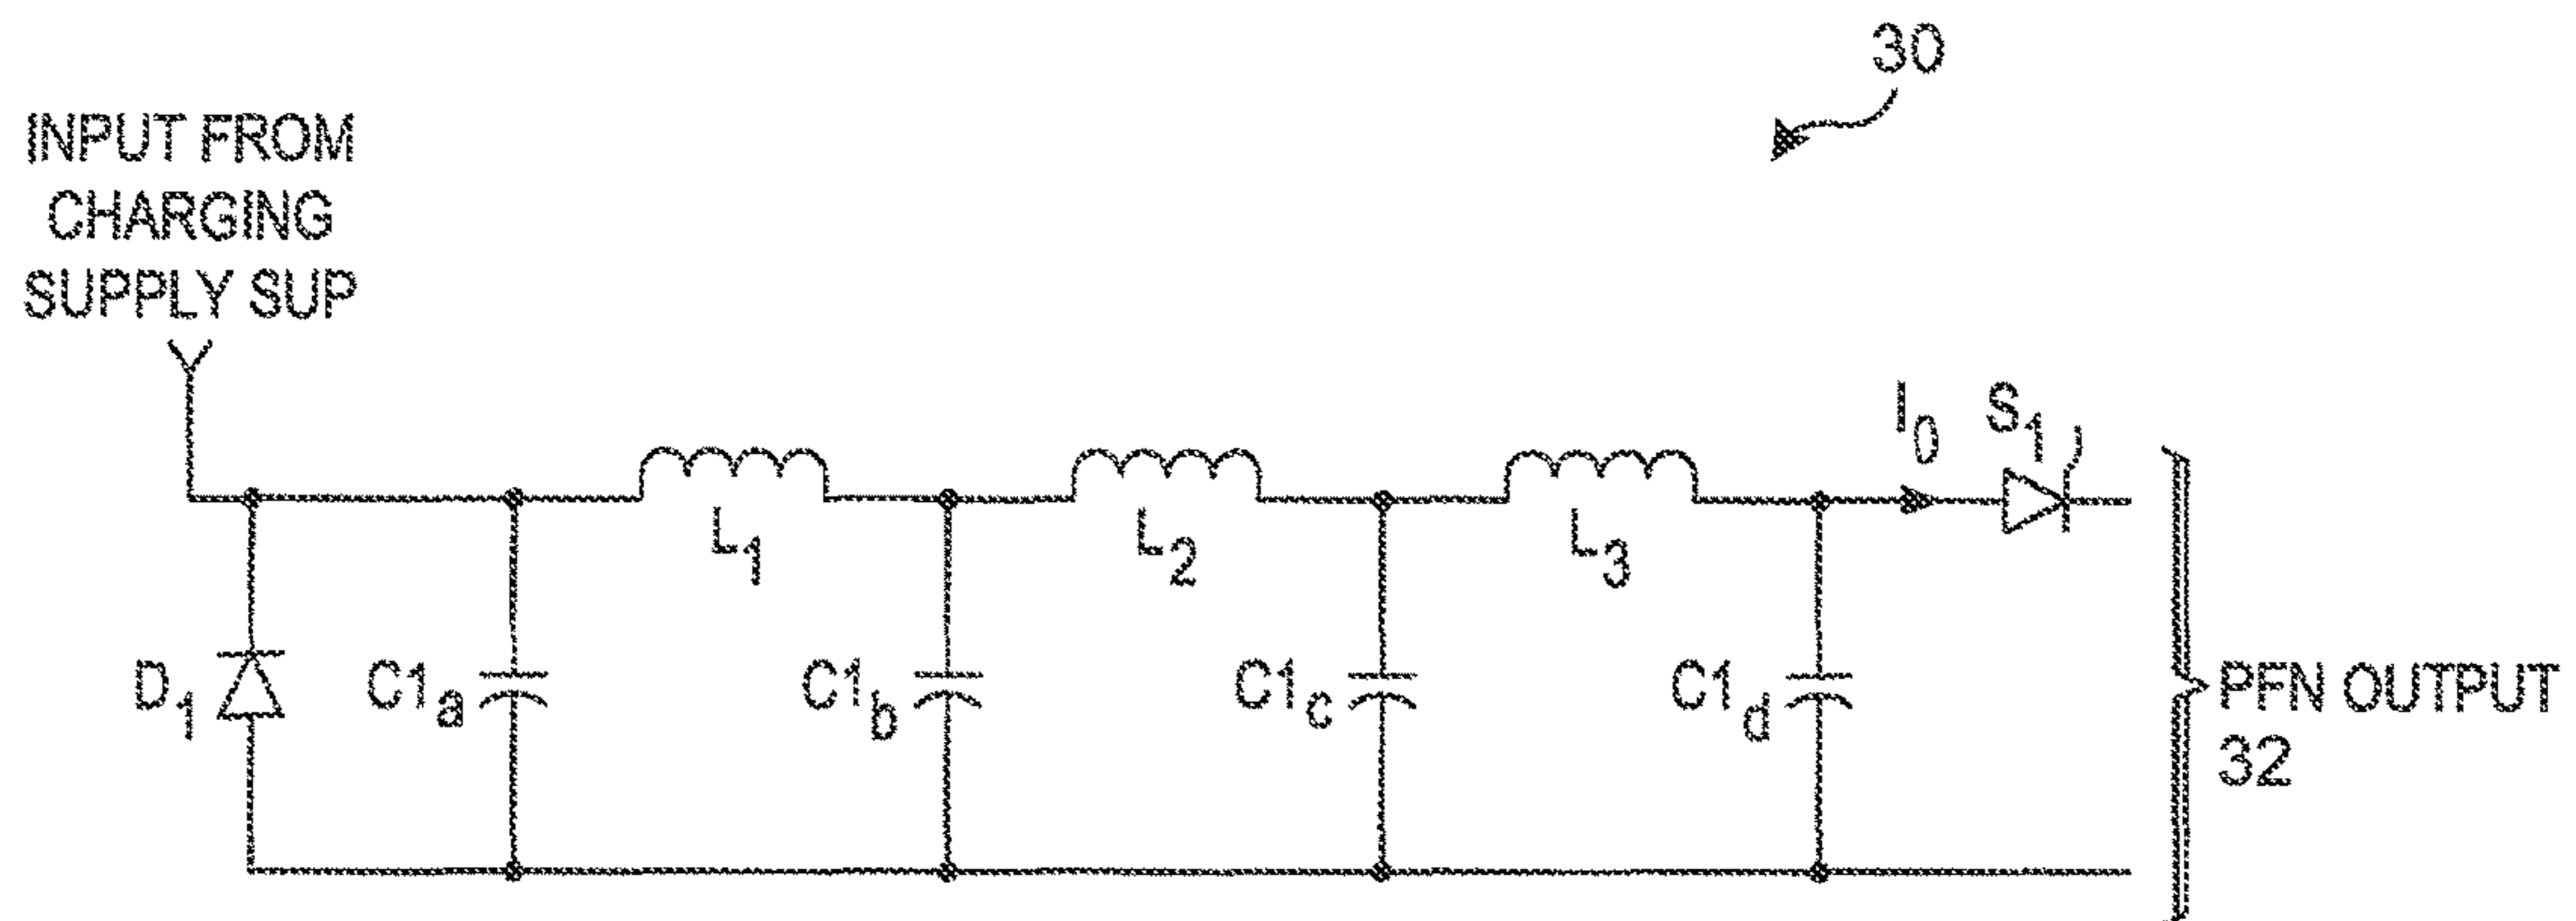 30
INPUT FROM
CHARGING
SUPPLY SUP
I0
S1
L1
L2
L3
D1
C1a
C1b
C1c
C1d
PFN OUTPUT
32